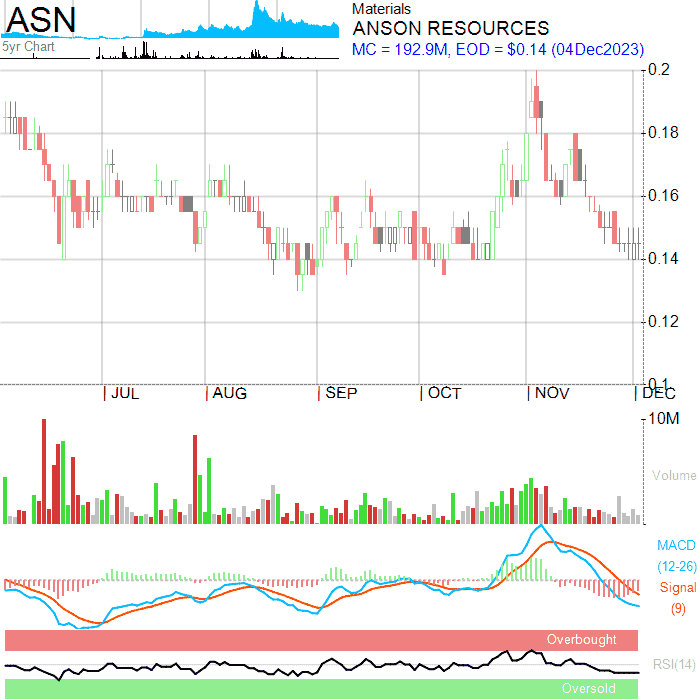 ASN
5yr Chart
Materials
ANSON RESOURCES
MC = 192.9M, EOD = $0.14 (04Dec2023)
0.2
0.18
0.16
0.14
0.12
0.1
JUL
AUG
SEP
OCT
NOV
DEC
10M
Volume
MACD
(12-26)
Signal
(9)
Overbought
RSI(14)
Oversold